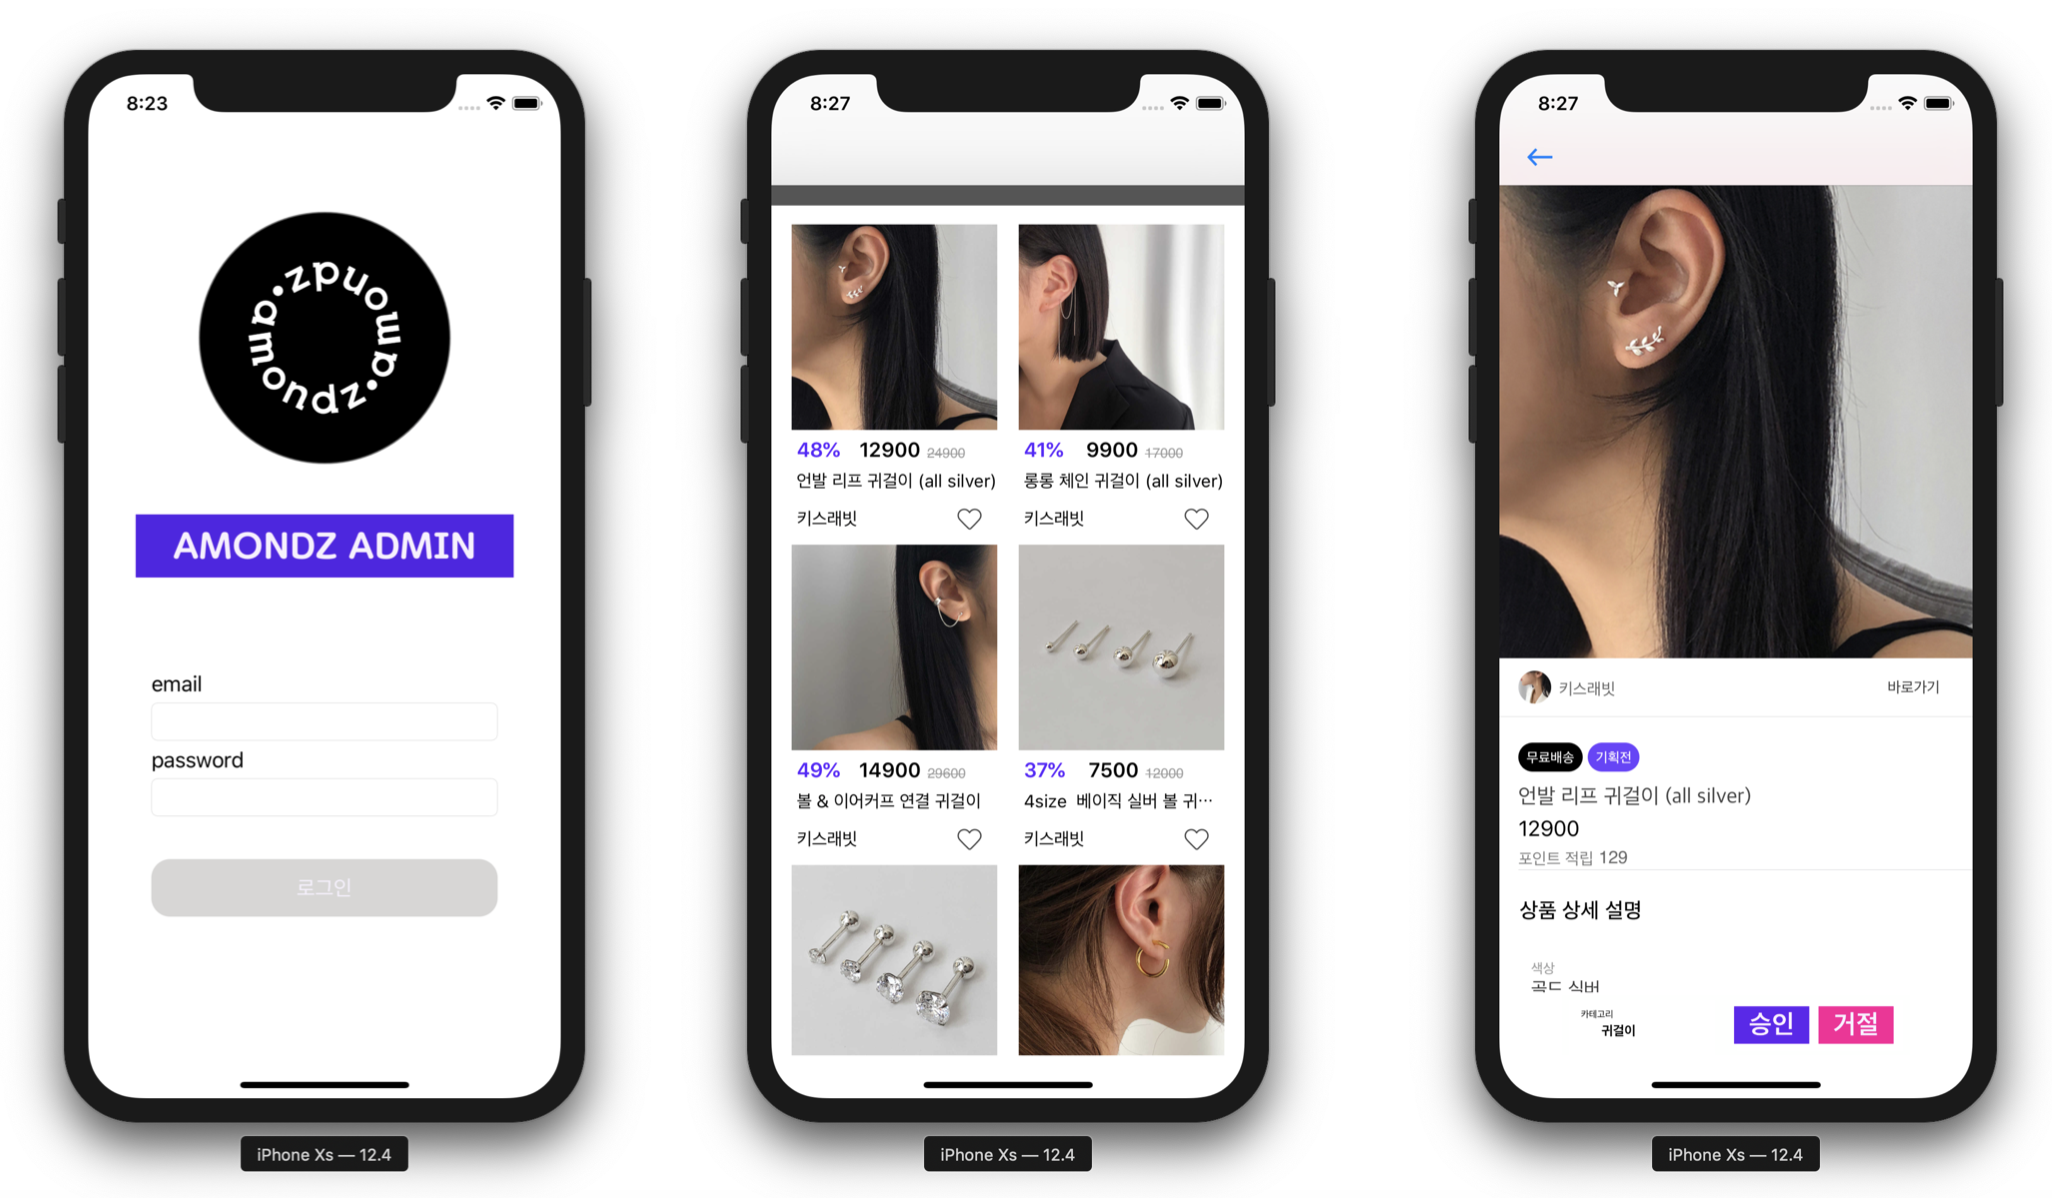 8:23
amondz•amondz•
AMONDZ ADMIN
email
password
로그인
iPhone Xs — 12.4
8:27
48% 12900 24900
언발 리프 귀걸이 (all silver)
키스래빗
41% 9900 17000
롱롱 체인 귀걸이 (all silver)
키스래빗
49% 14900 29600
볼 & 이어커프 연결 귀걸이
키스래빗
37% 7500 12000
4size 베이직 실버 볼 귀…
키스래빗
iPhone Xs — 12.4
8:27
키스래빗 바로가기
무료배송 기획전
언발 리프 귀걸이 (all silver)
12900
포인트 적립 129
상품 상세 설명
색상
골드 실버
카테고리
귀걸이
승인 거절
iPhone Xs — 12.4